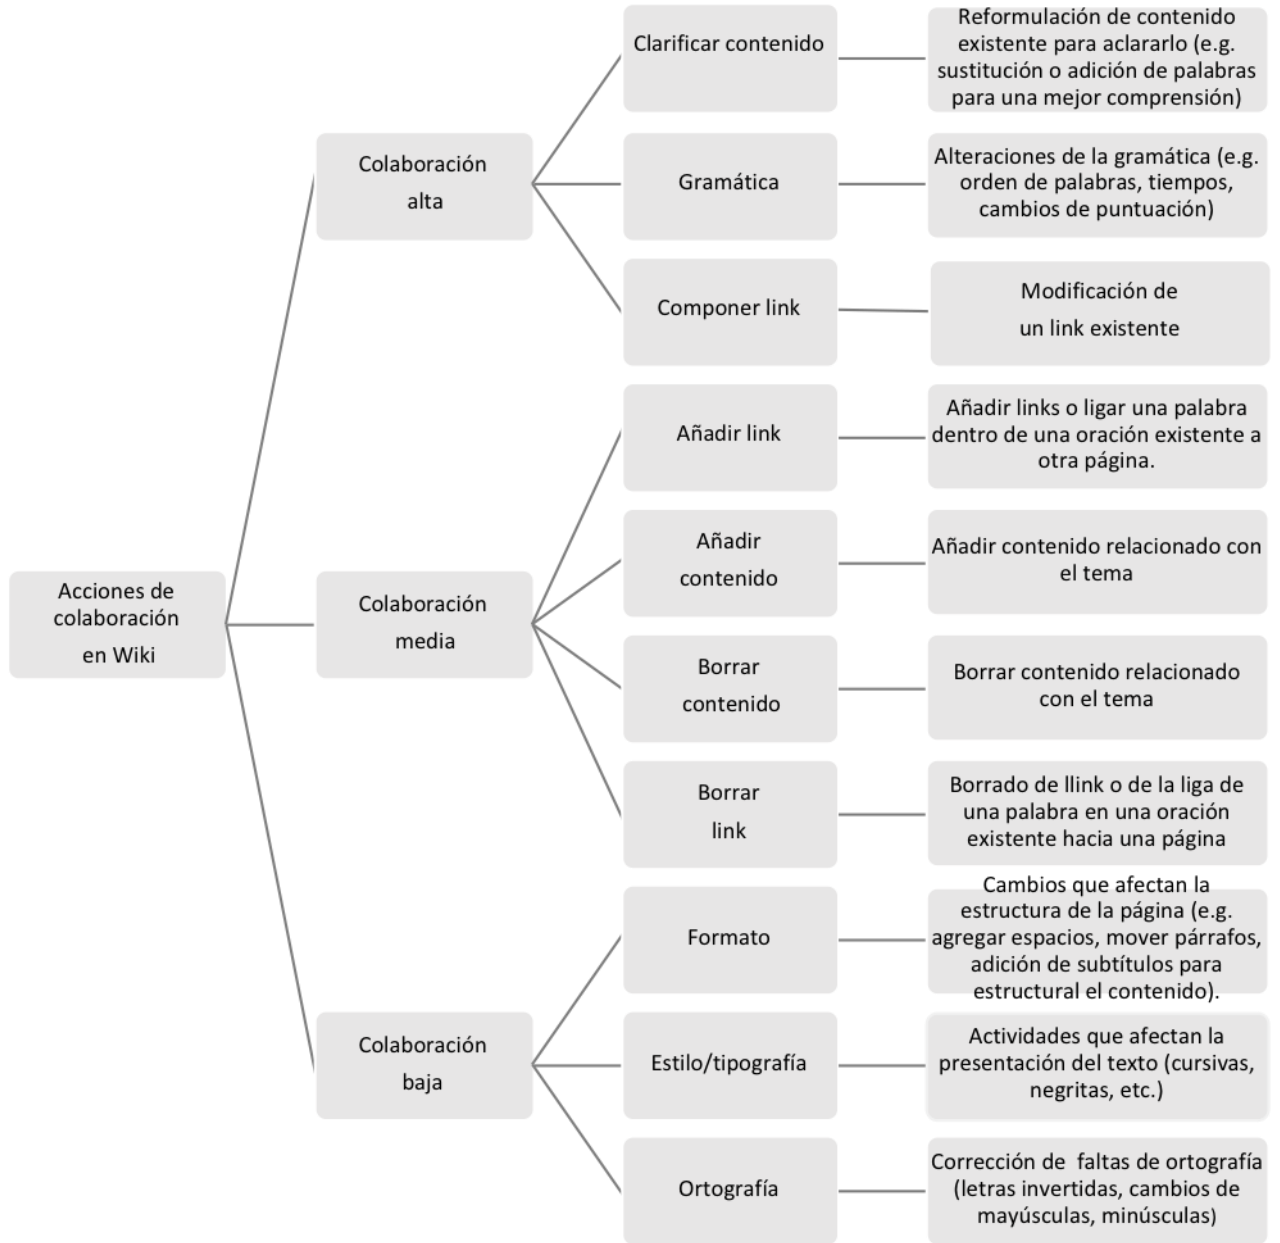 Acciones de
colaboración
en Wiki
Colaboración
alta
Clarificar contenido
Reformulación de contenido
existente para aclararlo (e.g.
sustitución o adición de palabras
para una mejor comprensión)
Gramática
Alteraciones de la gramática (e.g.
orden de palabras, tiempos,
cambios de puntuación)
Componer link
Modificación de
un link existente
Colaboración
media
Añadir link
Añadir links o ligar una palabra
dentro de una oración existente a
otra página.
Añadir
contenido
Añadir contenido relacionado con
el tema
Borrar
contenido
Borrar contenido relacionado
con el tema
Borrar
link
Borrado de llink o de la liga de
una palabra en una oración
existente hacia una página
Colaboración
baja
Formato
Cambios que afectan la
estructura de la página (e.g.
agregar espacios, mover párrafos,
adición de subtítulos para
estructural el contenido).
Estilo/tipografía
Actividades que afectan la
presentación del texto (cursivas,
negritas, etc.)
Ortografía
Corrección de  faltas de ortografía
(letras invertidas, cambios de
mayúsculas, minúsculas)